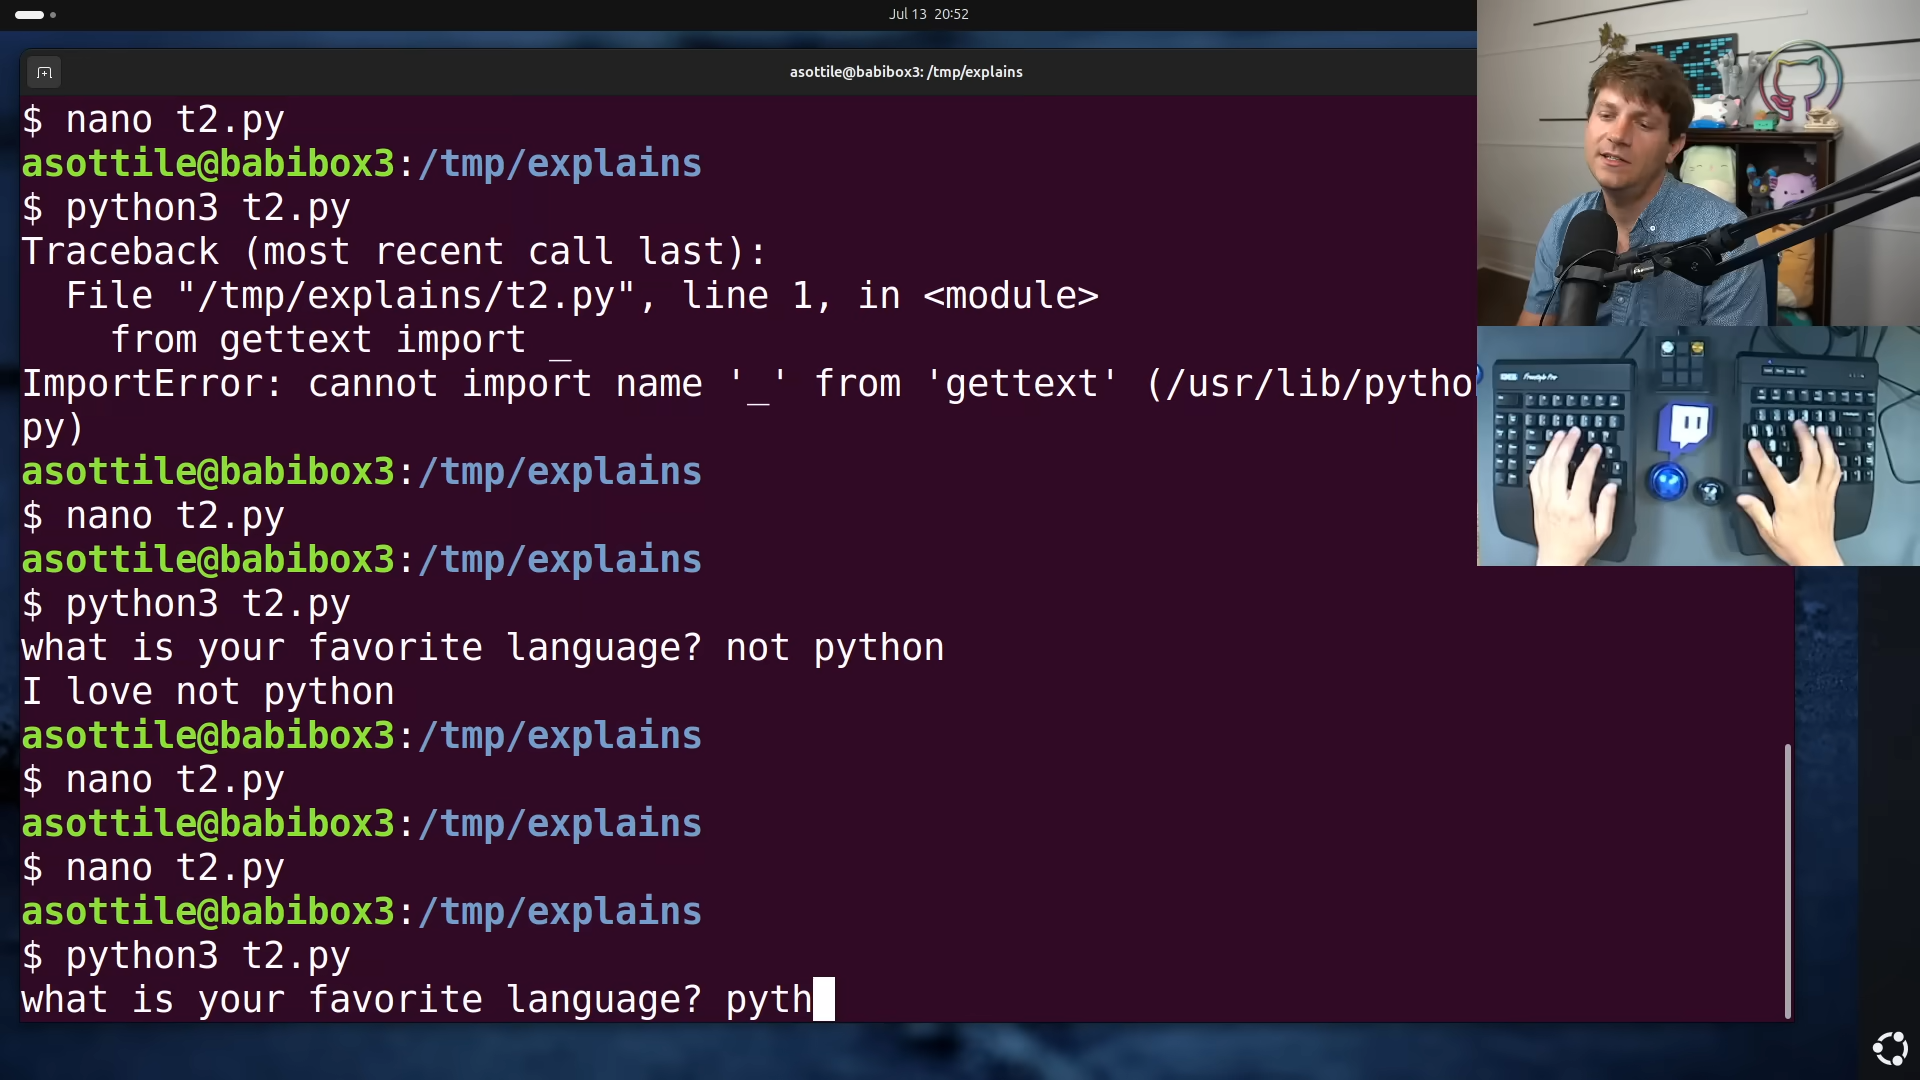 Jul 13 20:52
asottile@babibox3: /tmp/explains
$ nano t2.py
asottile@babibox3:/tmp/explains
$ python3 t2.py
Traceback (most recent call last):
  File "/tmp/explains/t2.py", line 1, in <module>
    from gettext import _
ImportError: cannot import name '_' from 'gettext' (/usr/lib/pytho
py)
asottile@babibox3:/tmp/explains
$ nano t2.py
asottile@babibox3:/tmp/explains
$ python3 t2.py
what is your favorite language? not python
I love not python
asottile@babibox3:/tmp/explains
$ nano t2.py
asottile@babibox3:/tmp/explains
$ nano t2.py
asottile@babibox3:/tmp/explains
$ python3 t2.py
what is your favorite language? pyth
Freestyle Pro